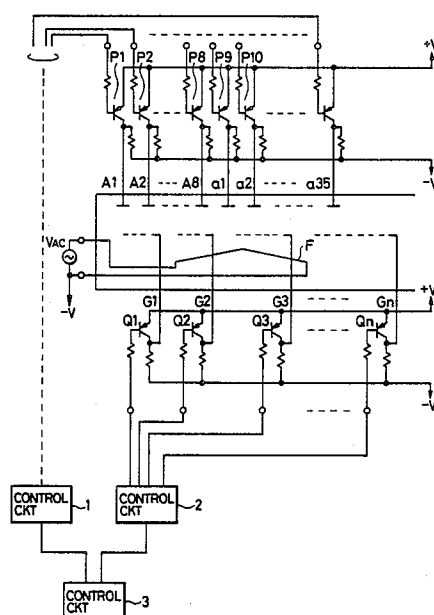 P1 P2 P8 P9 P10
+V
-V
A1 A2 A8 a1 a2 a35
VAC
F
-V
+V
G1 G2 G3 Gn
Q1 Q2 Q3 Qn
-V
CONTROL CKT 1
CONTROL CKT 2
CONTROL CKT 3